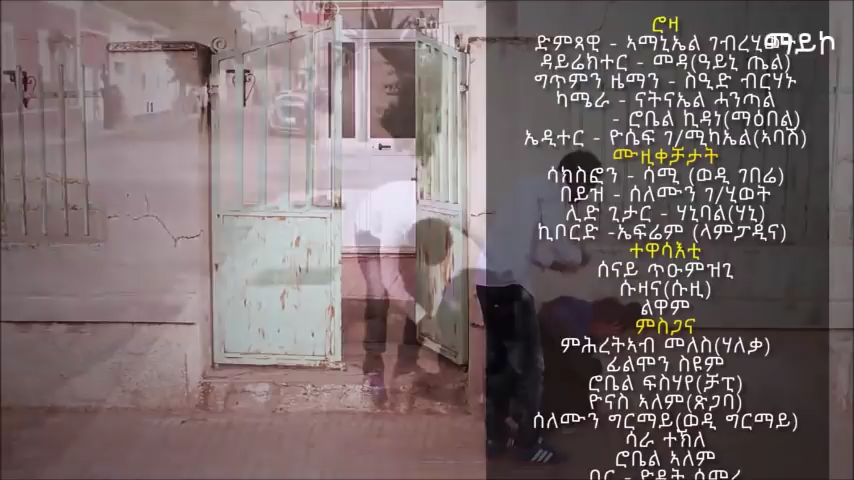 ሮዛ
ማይኮ
ድምጻዊ - ኣማኒኤል ገብረሂወት
ዳይሬክተር - መዳ(ዓይኒ ጤል)
ግጥምን ዜማን - ስዒድ ብርሃኑ
ካሜራ - ናትናኤል ሓንጣል
- ሮቤል ኪዳነ(ማዕበል)
ኤዲተር - ዮሴፍ ገ/ሚካኤል(ኣባሻ)
ሙዚቀኛታት
ሳክስፎን - ሳሚ (ወዲ ገበሬ)
በይዝ - ሰለሙን ገ/ሂወት
ሊድ ጊታር - ሃኒባል(ሃኒ)
ኪቦርድ -ኤፍሬም (ላምፓዲና)
ተዋሳእቲ
ሰናይ ጥዑምዝጊ
ሱዛና(ሱዚ)
ልዋም
ምስጋና
ምሕረትኣብ መለስ(ሃለቃ)
ፊልሞን ስዩም
ሮቤል ፍስሃየ(ቻፒ)
ዮናስ ኣለም(ጽጋባ)
ሰለሙን ግርማይ(ወዲ ግርማይ)
ሳራ ተኽለ
ሮቤል ኣለም